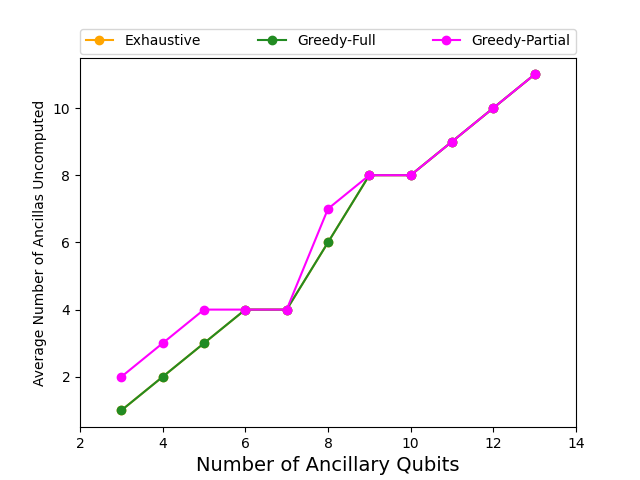 Exhaustive Greedy-Full Greedy-Partial
Average Number of Ancillas Uncomputed
10
8
6
4
2
2 4 6 8 10 12 14
Number of Ancillary Qubits